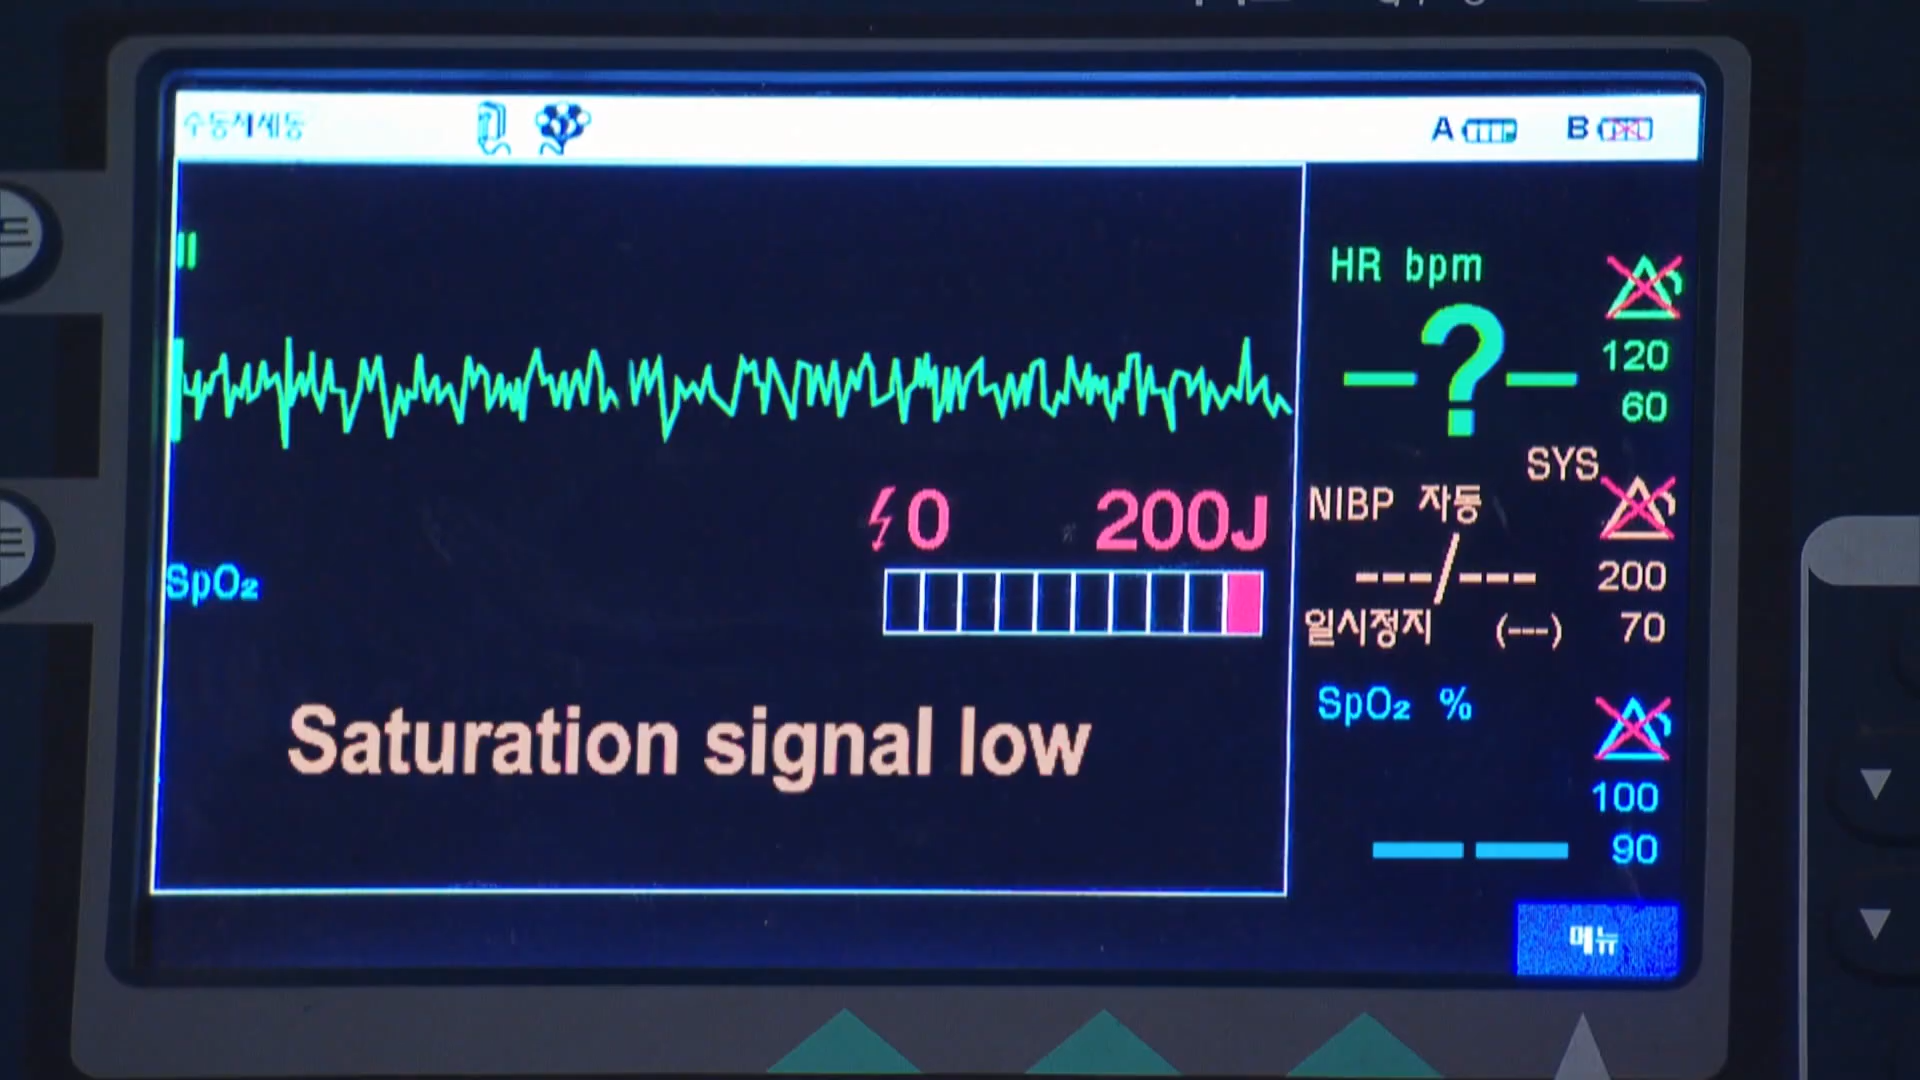 수동제세동
A
B
II
HR bpm
-?-
120
60
0 200J
SYS
NIBP 자동
---/---
200
일시정지 (---)
70
SpO₂
SpO₂ %
Saturation signal low
100
-- 
90
메뉴